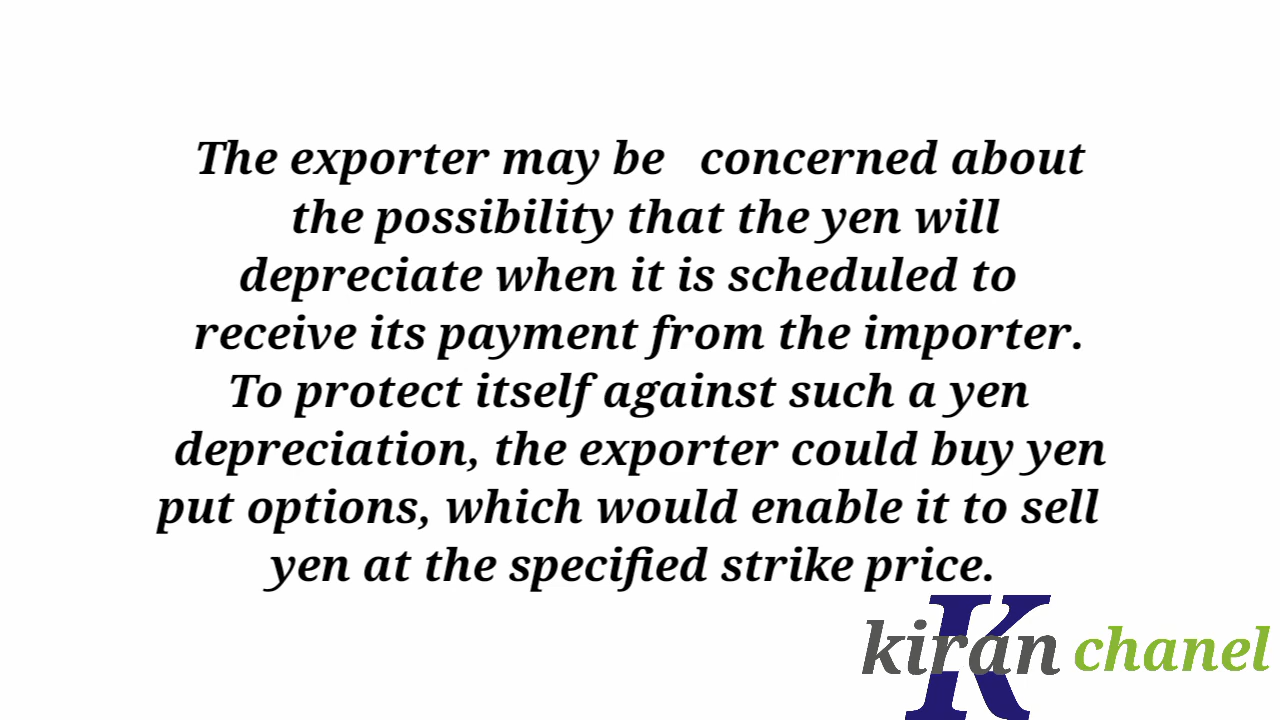 The exporter may be concerned about
the possibility that the yen will
depreciate when it is scheduled to
receive its payment from the importer.
To protect itself against such a yen
depreciation, the exporter could buy yen
put options, which would enable it to sell
yen at the specified strike price.
K
kiran chanel